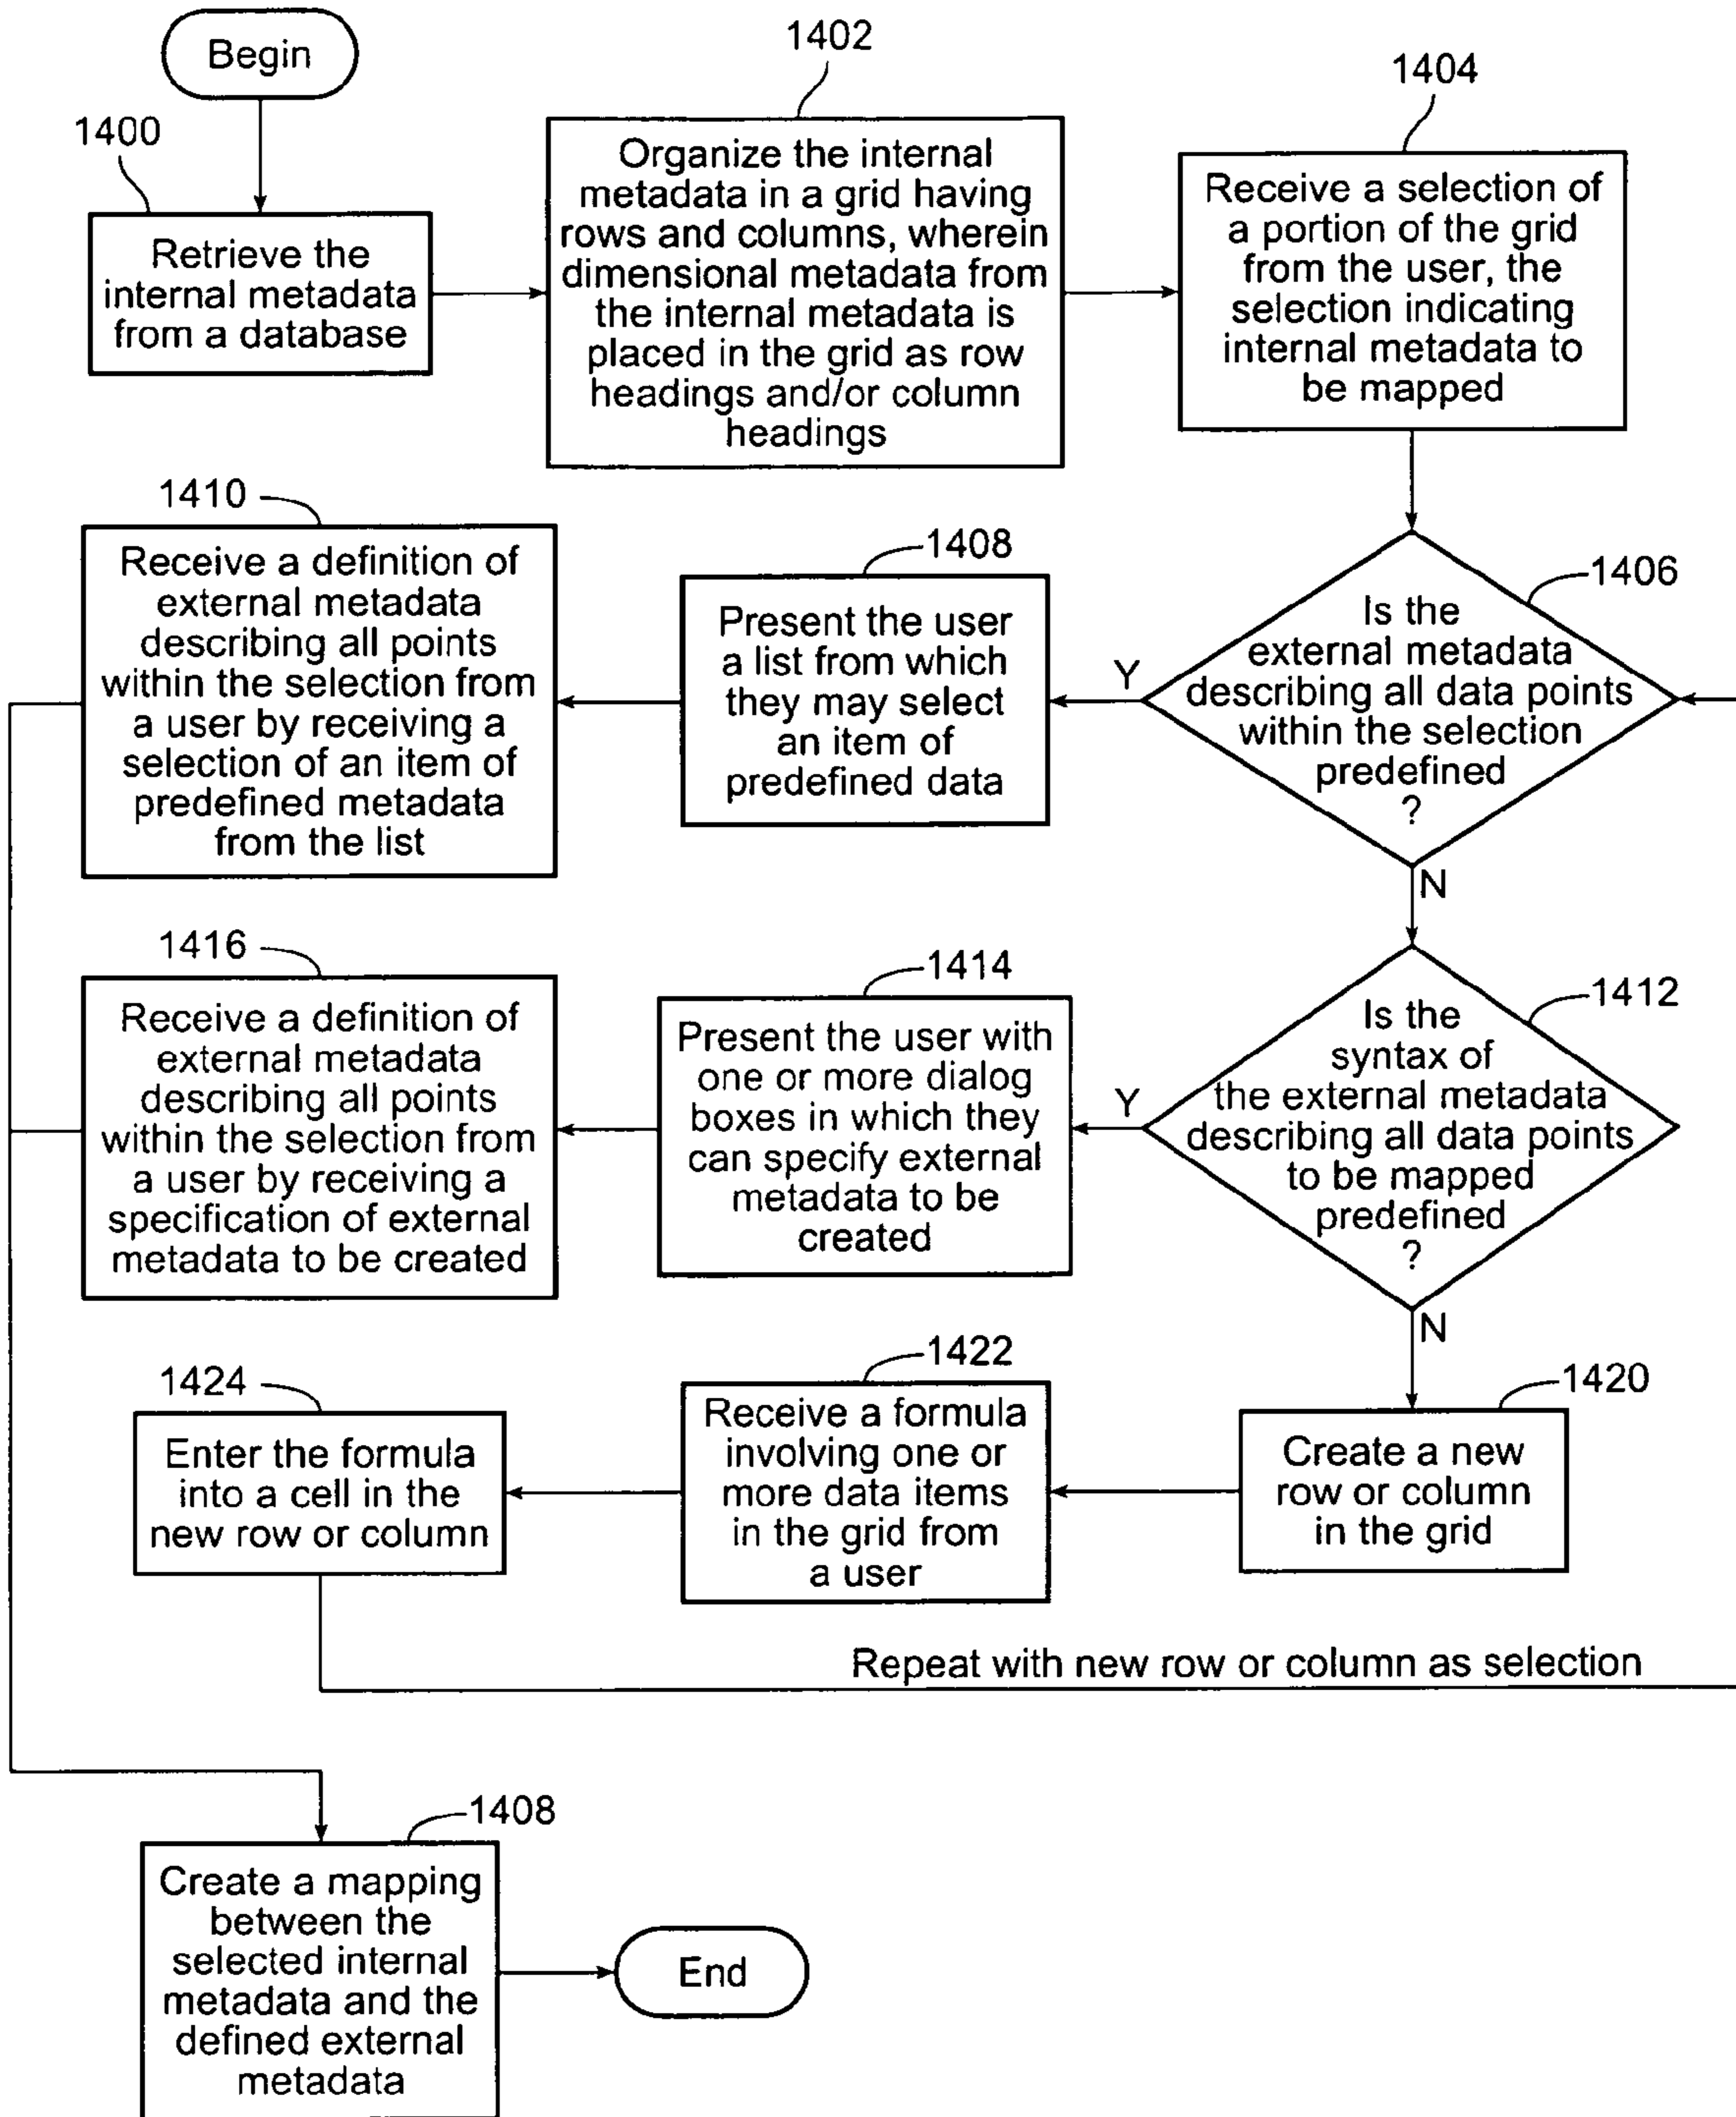 Begin
1400
Retrieve the
internal metadata
from a database
1402
Organize the internal
metadata in a grid having
rows and columns, wherein
dimensional metadata from
the internal metadata is
placed in the grid as row
headings and/or column
headings
1404
Receive a selection of
a portion of the grid
from the user, the
selection indicating
internal metadata to
be mapped
1406
Is the
external metadata
describing all data points
within the selection
predefined
?
Y
1408
Present the user
a list from which
they may select
an item of
predefined data
1410
Receive a definition of
external metadata
describing all points
within the selection from
a user by receiving a
selection of an item of
predefined metadata
from the list
N
1412
Is the
syntax of
the external metadata
describing all data points
to be mapped
predefined
?
Y
1414
Present the user with
one or more dialog
boxes in which they
can specify external
metadata to be
created
1416
Receive a definition of
external metadata
describing all points
within the selection from
a user by receiving a
specification of external
metadata to be created
N
1420
Create a new
row or column
in the grid
1422
Receive a formula
involving one or
more data items
in the grid from
a user
1424
Enter the formula
into a cell in the
new row or column
Repeat with new row or column as selection
1408
Create a mapping
between the
selected internal
metadata and the
defined external
metadata
End